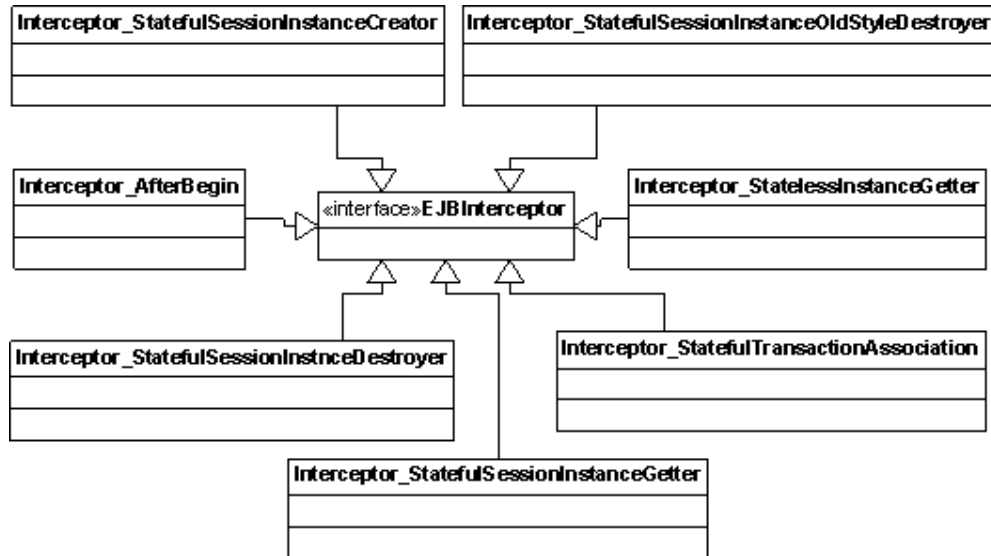 Interceptor_StatefulSessionInstanceCreator
Interceptor_StatefulSessionInstanceOldStyleDestroyer
Interceptor_AfterBegin
«interface»EJBInterceptor
Interceptor_StatelessInstanceGetter
Interceptor_StatefulSessionInstnceDestroyer
Interceptor_StatefulTransactionAssociation
Interceptor_StatefulSessionInstanceGetter